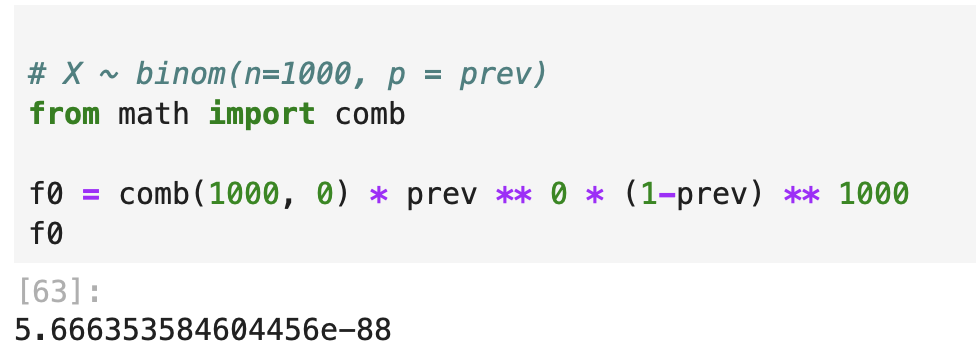 # X ~ binom(n=1000, p = prev)
from math import comb
f0 = comb(1000, 0) * prev ** 0 * (1-prev) ** 1000
f0
[63]:
5.666353584604456e-88